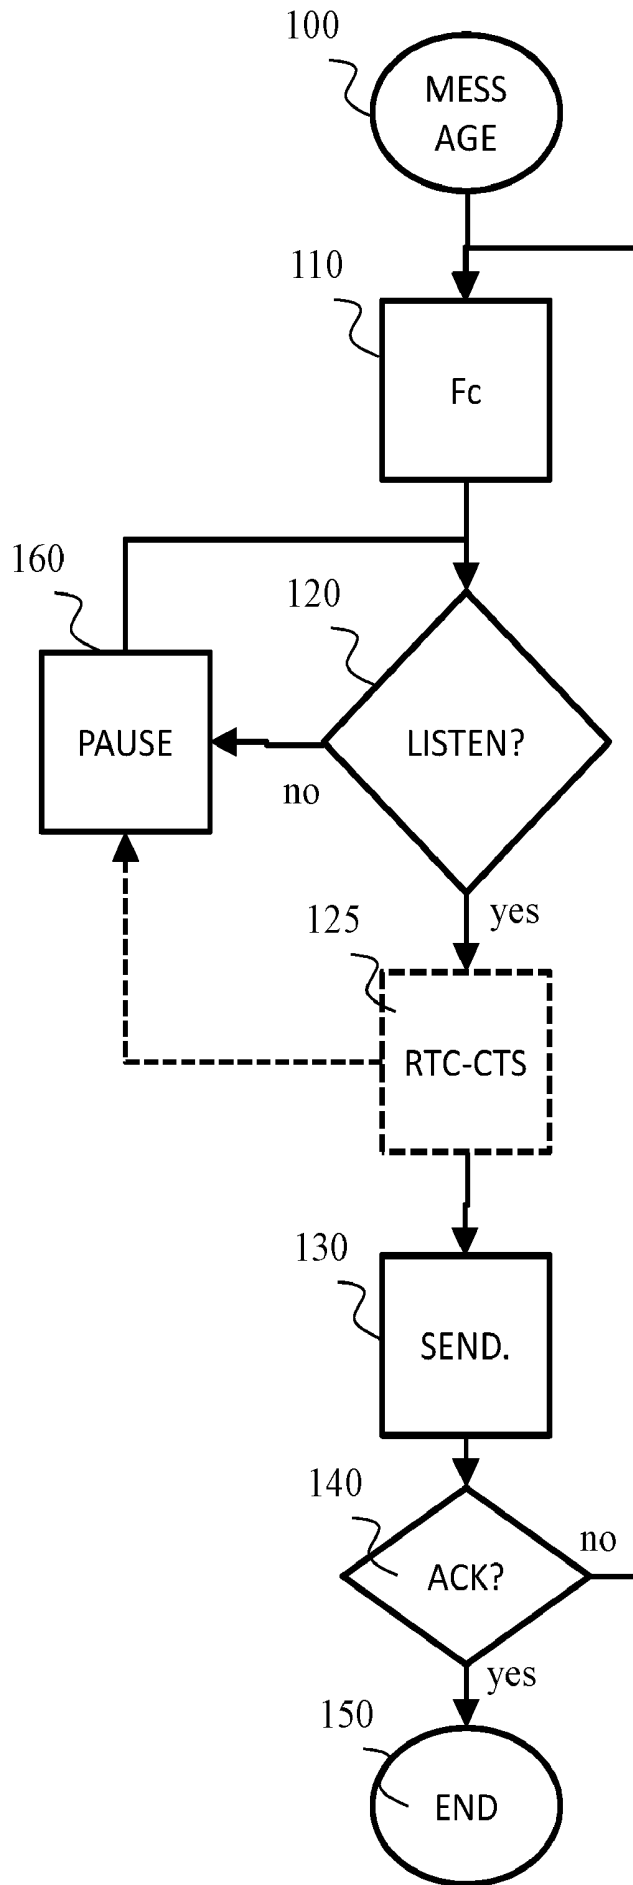 100
MESS
AGE
110
Fc
160
120
PAUSE
LISTEN?
no
yes
125
RTC-CTS
130
SEND.
140
no
ACK?
yes
150
END